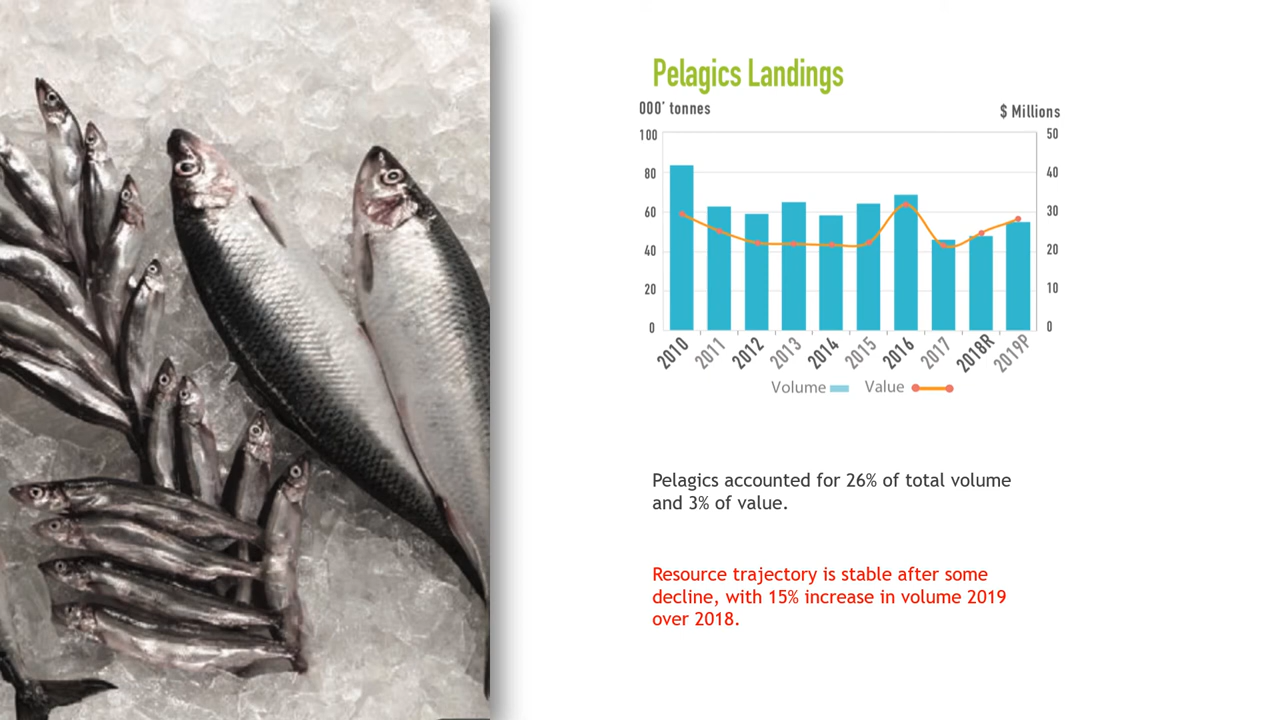 Pelagics Landings
000' tonnes
$ Millions
100
80
60
40
20
0
50
40
30
20
10
0
2010
2011
2012
2013
2014
2015
2016
2017
2018R
2019P
Volume
Value
Pelagics accounted for 26% of total volume
and 3% of value.
Resource trajectory is stable after some
decline, with 15% increase in volume 2019
over 2018.